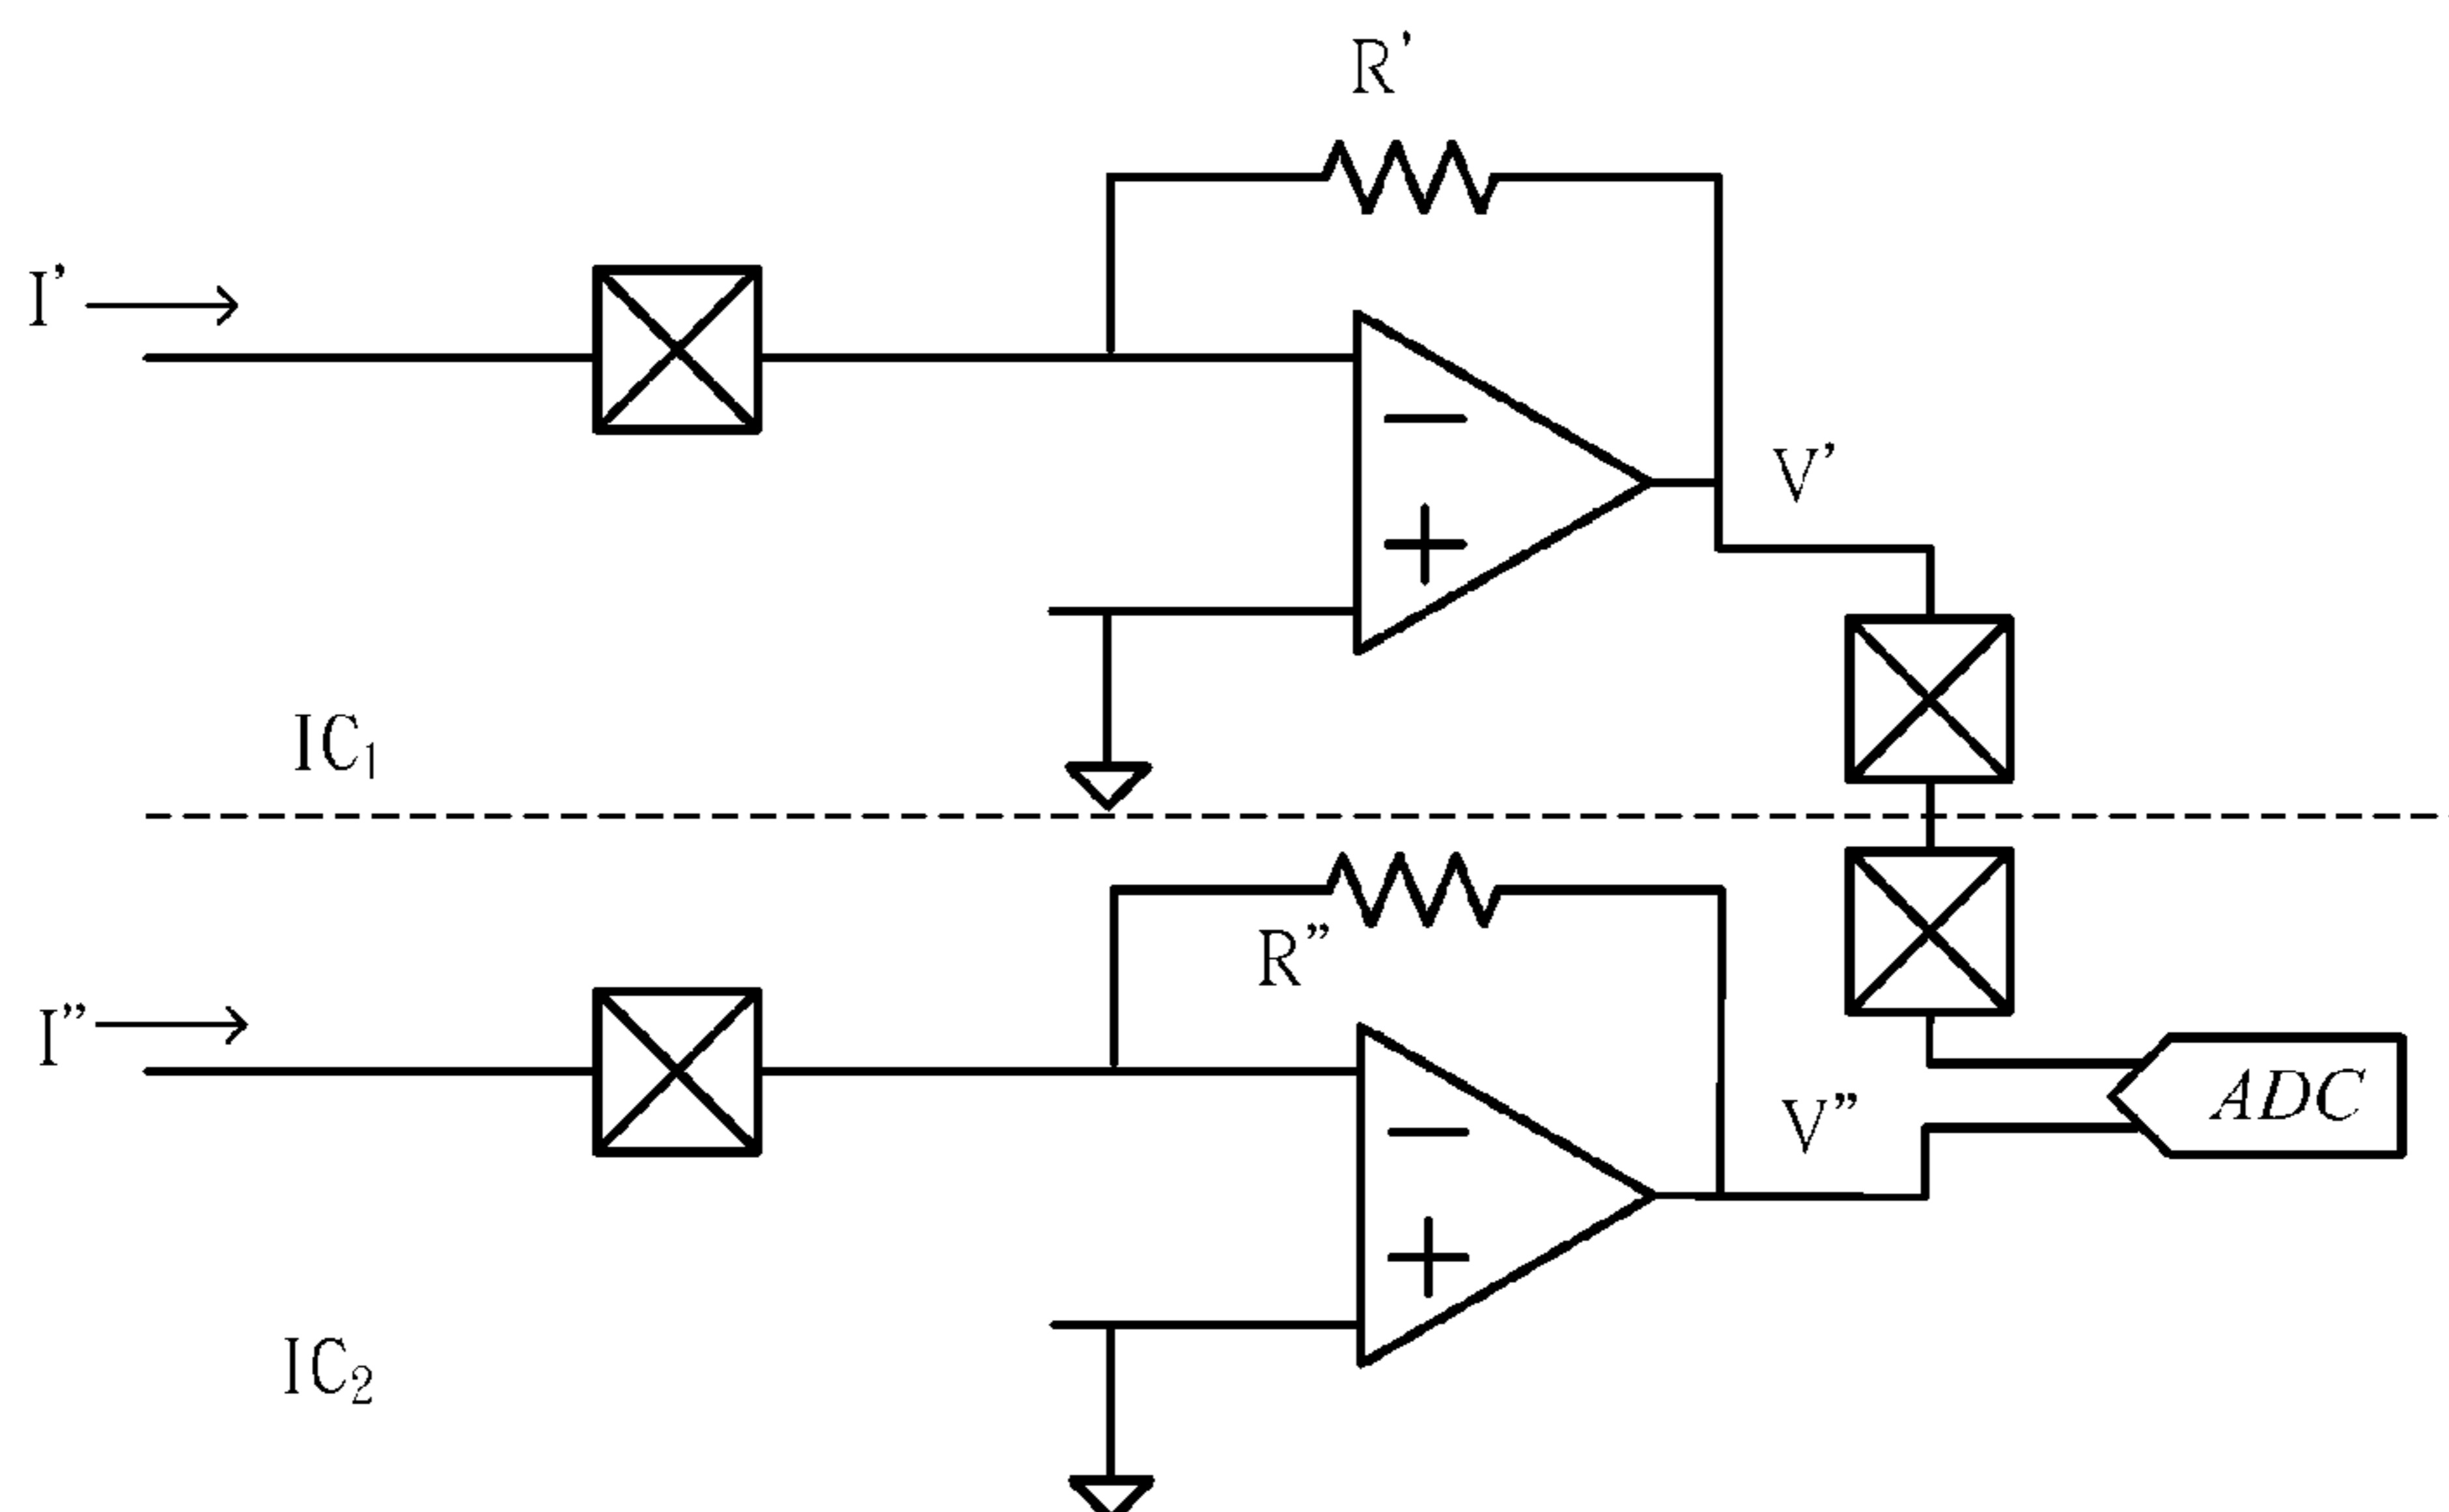 R'
I'
V'
IC₁
R”
I”
ADC
V”
IC₂